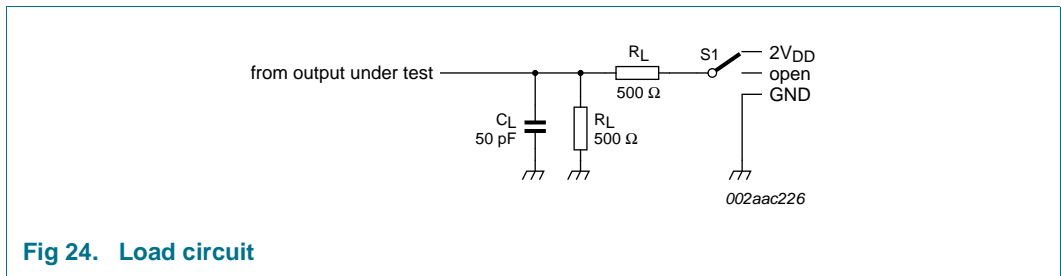 from output under test
RL
500 Ω
S1
2VDD
open
GND
CL
50 pF
RL
500 Ω
002aac226
Fig 24. Load circuit